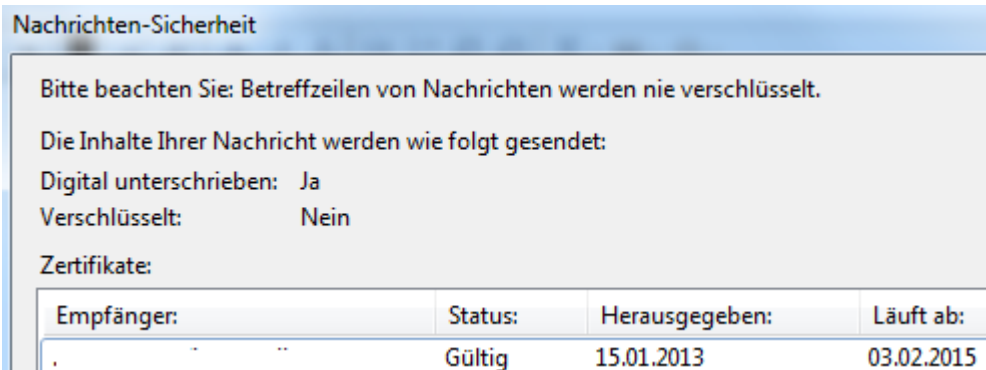 Nachrichten-Sicherheit
Bitte beachten Sie: Betreffzeilen von Nachrichten werden nie verschlüsselt.
Die Inhalte Ihrer Nachricht werden wie folgt gesendet:
Digital unterschrieben: Ja
Verschlüsselt: Nein
Zertifikate:
Empfänger: Status: Herausgegeben: Läuft ab:
Gültig 15.01.2013 03.02.2015